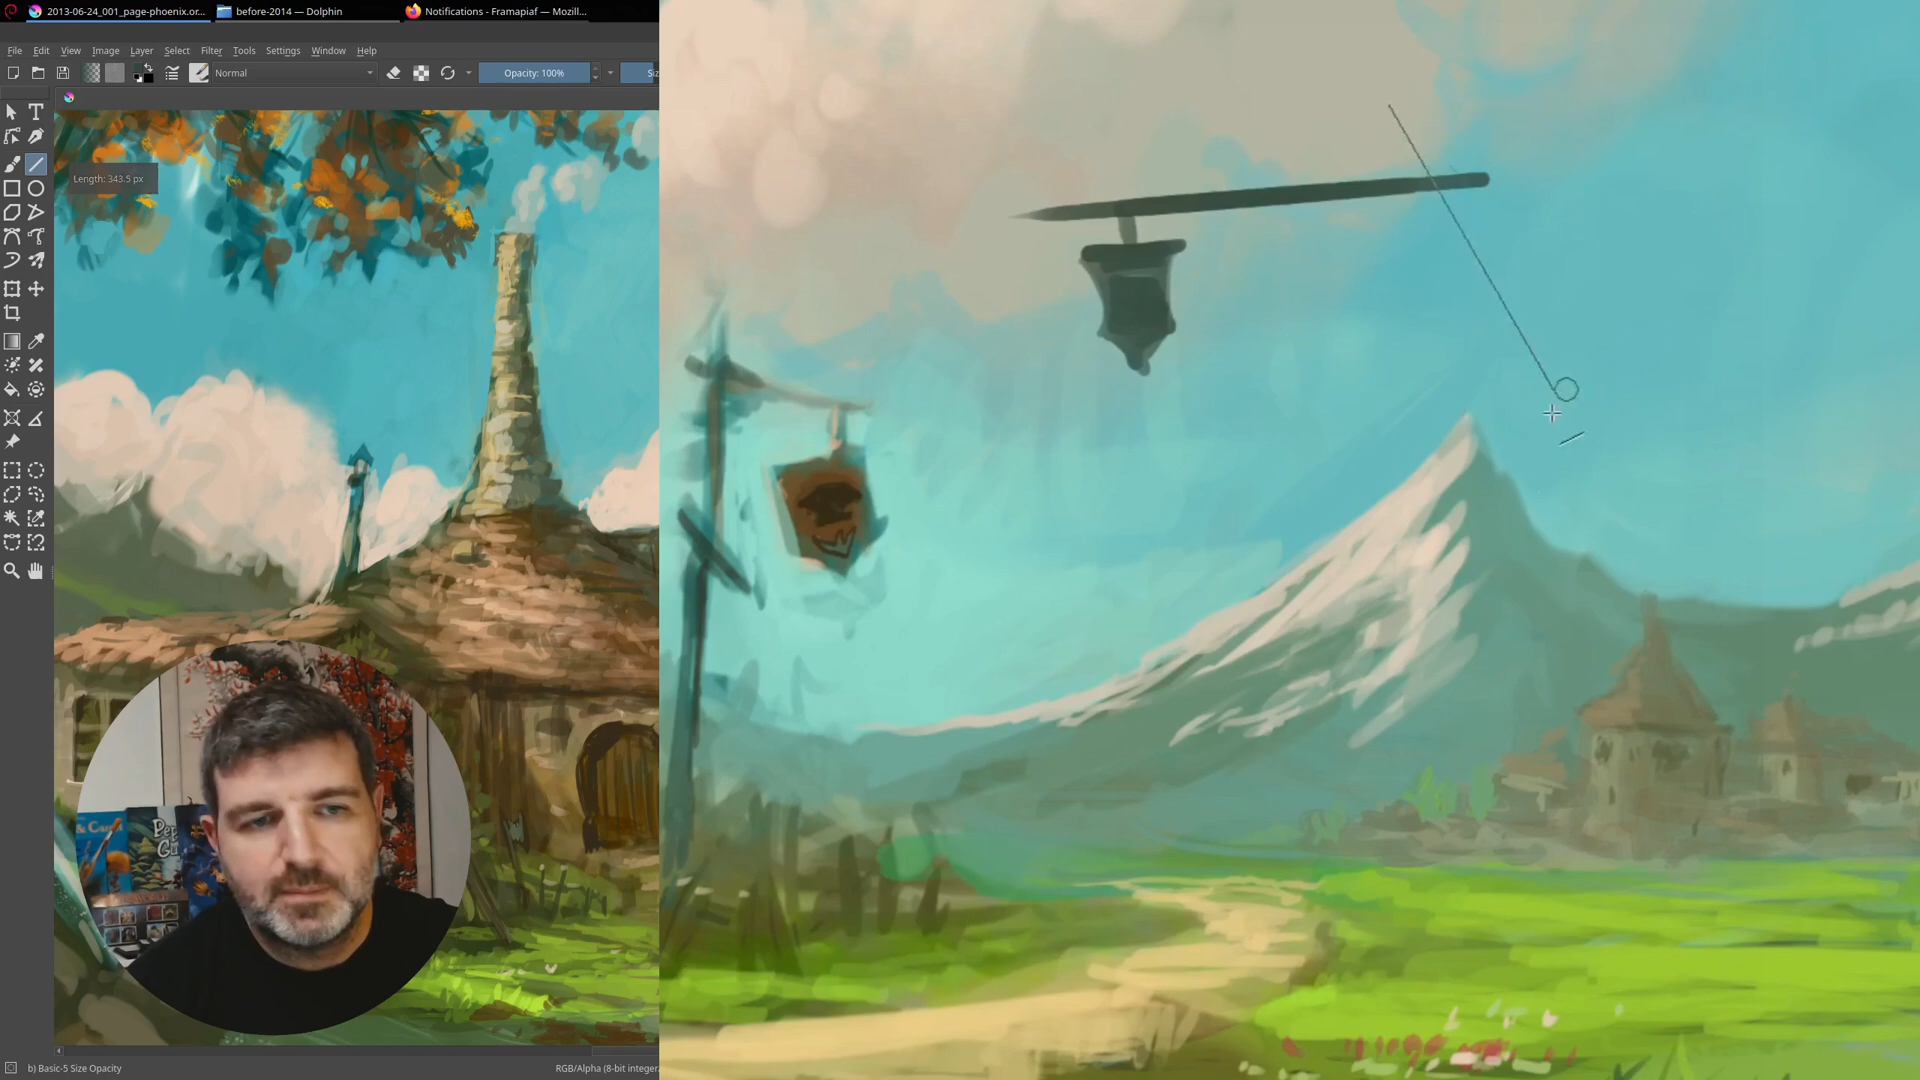 2013-06-24_001_page-phoenix.or... before-2014 — Dolphin Notifications - Framapiaf — Mozill...
File Edit View Image Layer Select Filter Tools Settings Window Help
Normal Opacity: 100% Siz
Length: 343.5 px
b) Basic-5 Size Opacity RGB/Alpha (8-bit integer